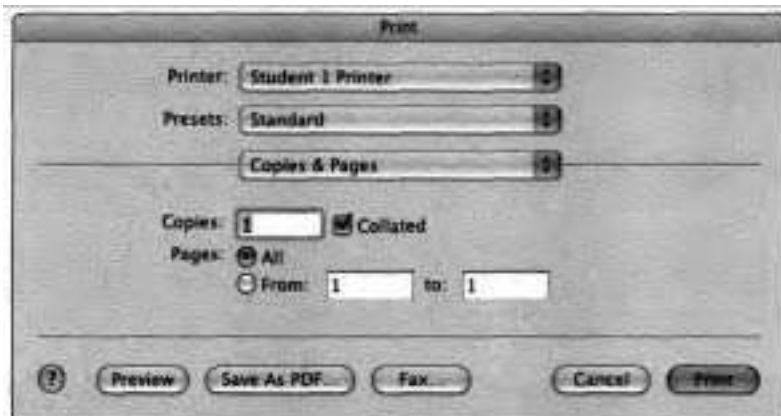 Print
Printer: Student 1 Printer
Presets: Standard
Copies & Pages
Copies: 1 Collated
Pages: All
From: 1 to: 1
? Preview Save As PDF... Fax... Cancel Print